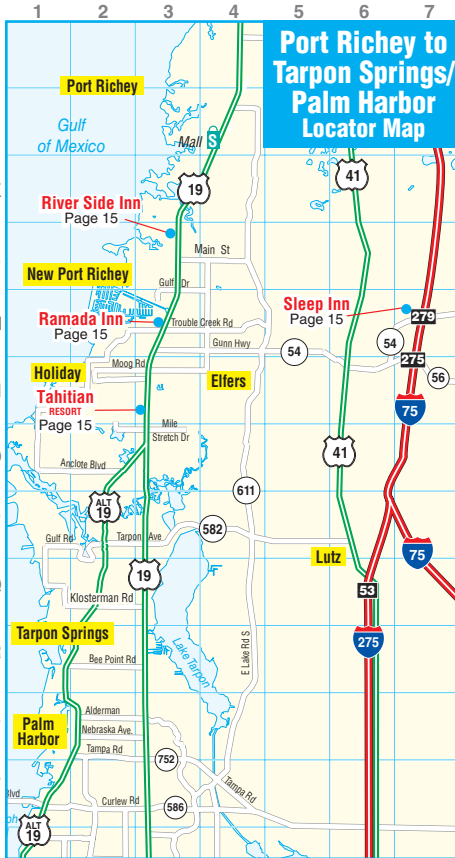 1 2 3 4 5 6 7
Port Richey to
Tarpon Springs/
Palm Harbor
Locator Map
Port Richey
Gulf
of Mexico
Mall S
41
19
River Side Inn
Page 15
Main St
New Port Richey
Gulf Dr
Sleep Inn
Page 15
279
Ramada Inn
Page 15
Trouble Creek Rd
Gunn Hwy
54
54
275
Moog Rd
56
Holiday
Elfers
Tahitian
RESORT
Page 15
75
Mile
Stretch Dr
41
Anclote Blvd
611
ALT
19
582
Gulf Rd
Tarpon Ave
75
Lutz
19
53
Klosterman Rd
Tarpon Springs
275
Lake Tarpon
E Lake Rd S
Bee Point Rd
Palm
Harbor
Alderman
Nebraska Ave.
Tampa Rd
752
Tampa Rd
Blvd
Curlew Rd
586
ALT
19